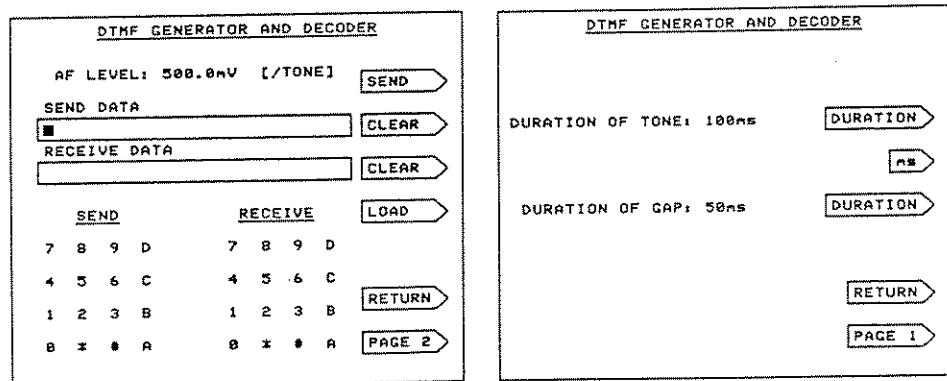 DTMF GENERATOR AND DECODER
AF LEVEL: 500.0mV [/TONE]
SEND
SEND DATA
CLEAR
RECEIVE DATA
CLEAR
LOAD
SEND RECEIVE
7 8 9 D 7 8 9 D
4 5 6 C 4 5 6 C
RETURN
1 2 3 B 1 2 3 B
0 * # A 0 * # A
PAGE 2
DTMF GENERATOR AND DECODER
DURATION OF TONE: 100ms
DURATION
ms
DURATION OF GAP: 50ms
DURATION
RETURN
PAGE 1